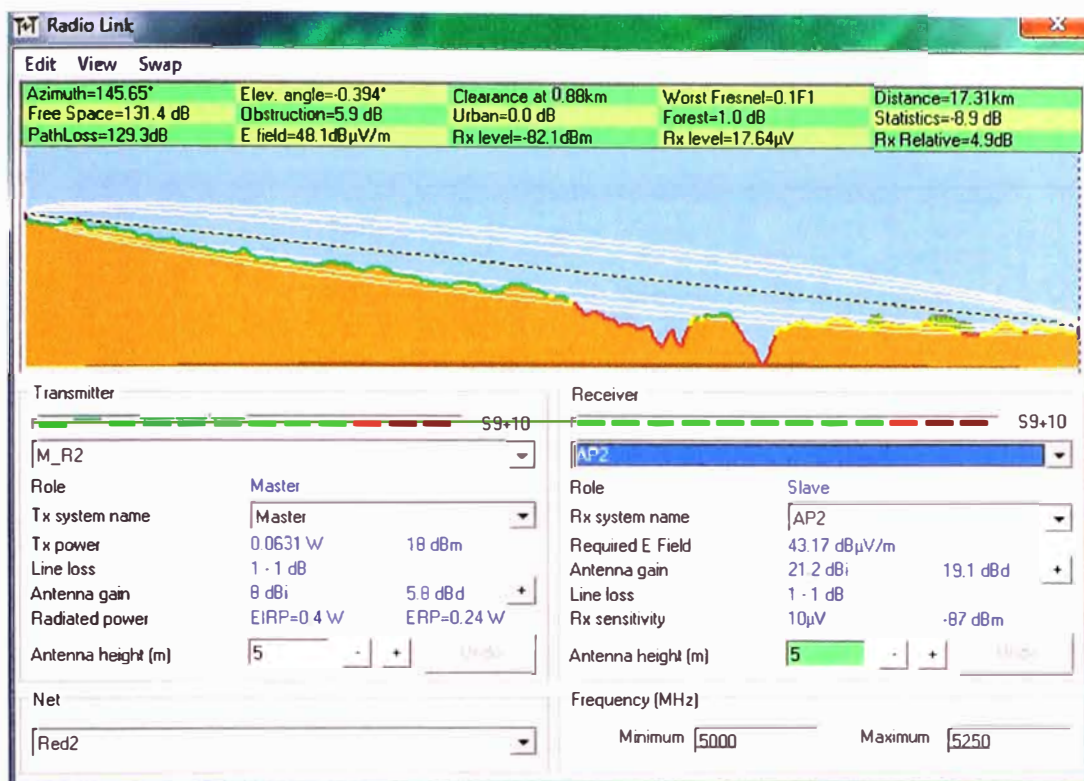 Radio Link
X
Edit View Swap
Azimuth=145.65° Elev. angle=-0.394° Clearance at 0.88km Worst Fresnel=0.1F1 Distance=17.31km
Free Space=131.4 dB Obstruction=5.9 dB Urban=0.0 dB Forest=1.0 dB Statistics=-8.9 dB
PathLoss=129.3dB E field=48.1dBµV/m Rx level=-82.1dBm Rx level=17.64µV Rx Relative=4.9dB
Transmitter
S9+10
M_R2
Role Master
Tx system name Master
Tx power 0.0631 W 18 dBm
Line loss 1 - 1 dB
Antenna gain 8 dBi 5.8 dBd +
Radiated power EIRP=0.4 W ERP=0.24 W
Antenna height (m) 5 - +
Net
Red2
Receiver
S9+10
AP2
Role Slave
Rx system name AP2
Required E Field 43.17 dBµV/m
Antenna gain 21.2 dBi 19.1 dBd +
Line loss 1 - 1 dB
Rx sensitivity 10µV -87 dBm
Antenna height (m) 5 - +
Frequency (MHz)
Minimum 5000 Maximum 5250